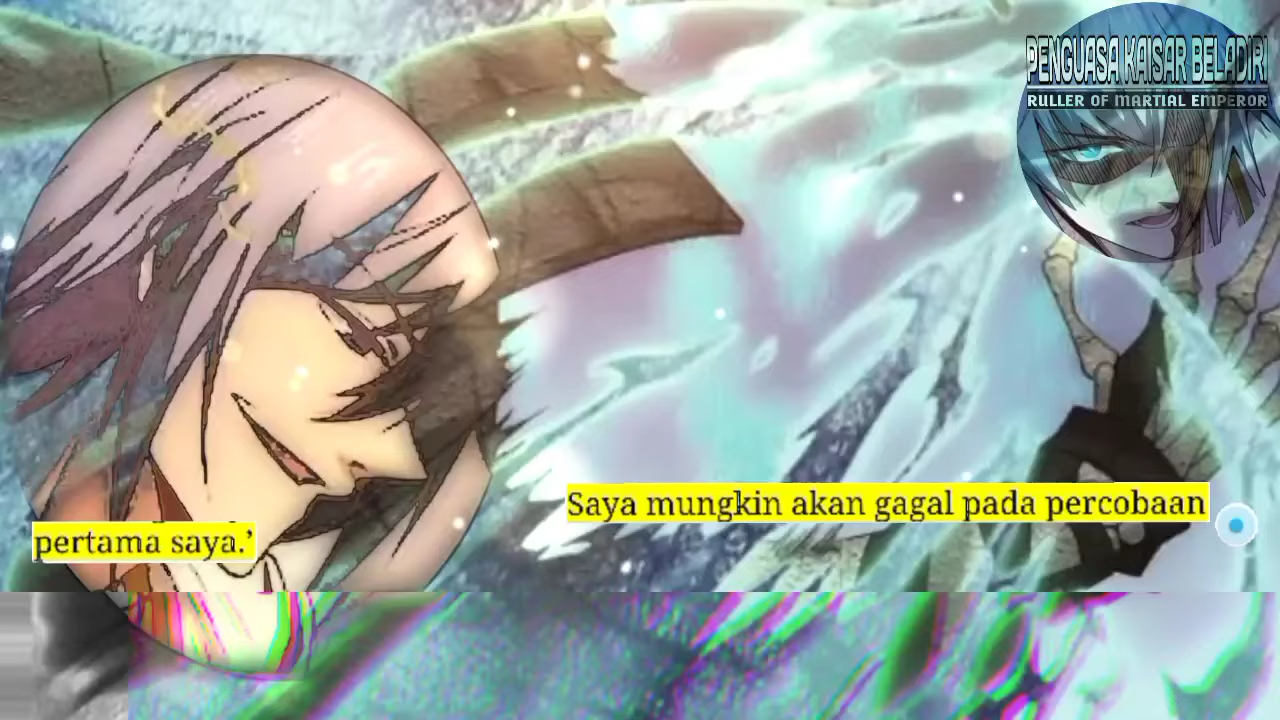 PENGUASA KAISAR BELADIRI
RULLER OF MARTIAL EMPEROR
Saya mungkin akan gagal pada percobaan
pertama saya.’